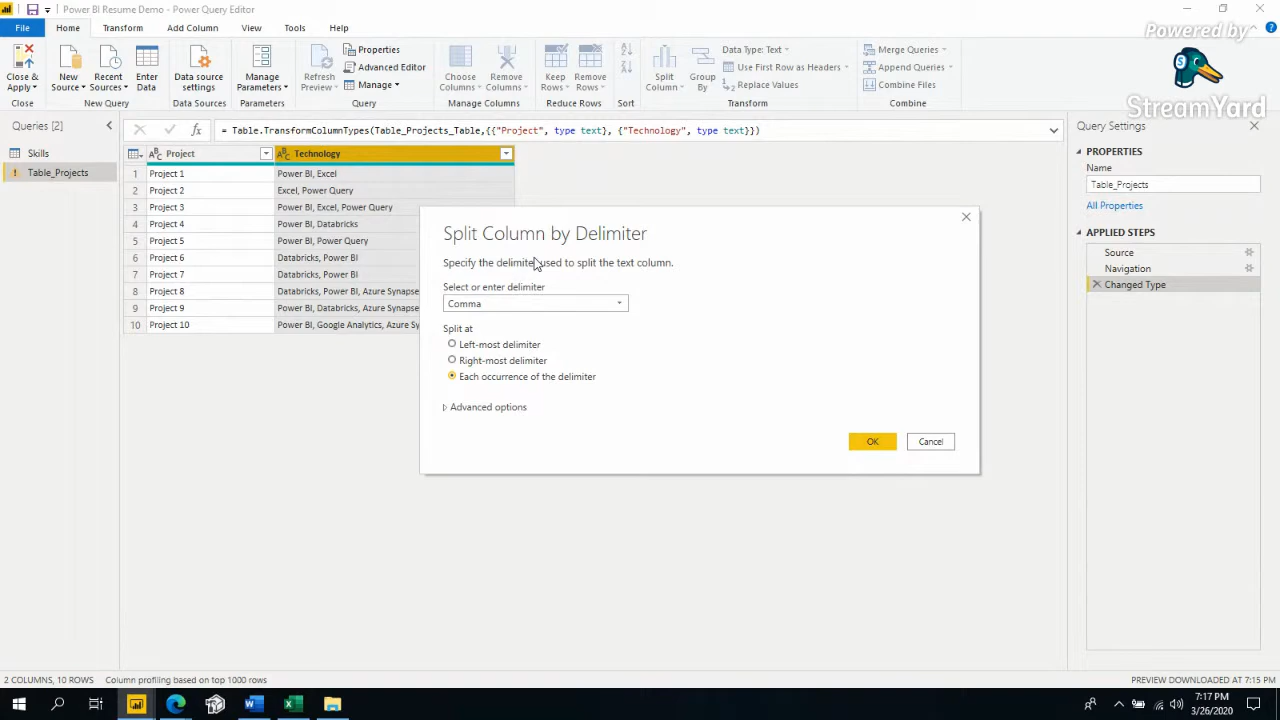 Power BI Resume Demo - Power Query Editor
Powered by
StreamYard
File Home Transform Add Column View Tools Help
Close & Apply
New Source
Recent Sources
Enter Data
Data source settings
Manage Parameters
Refresh Preview
Properties
Advanced Editor
Manage
Choose Columns
Remove Columns
Keep Rows
Remove Rows
Split Column
Group By
Data Type: Text
Use First Row as Headers
Replace Values
Merge Queries
Append Queries
Combine Files
Close New Query Data Sources Parameters Query Manage Columns Reduce Rows Sort Transform Combine
Queries [2]
Skills
Table_Projects
= Table.TransformColumnTypes(Table_Projects_Table,{{"Project", type text}, {"Technology", type text}})
Project Technology
1 Project 1 Power BI, Excel
2 Project 2 Excel, Power Query
3 Project 3 Power BI, Excel, Power Query
4 Project 4 Power BI, Databricks
5 Project 5 Power BI, Power Query
6 Project 6 Databricks, Power BI
7 Project 7 Databricks, Power BI
8 Project 8 Databricks, Power BI, Azure Synapse
9 Project 9 Power BI, Databricks, Azure Synapse
10 Project 10 Power BI, Google Analytics, Azure Sy
Split Column by Delimiter
Specify the delimiter used to split the text column.
Select or enter delimiter
Comma
Split at
Left-most delimiter
Right-most delimiter
Each occurrence of the delimiter
Advanced options
OK Cancel
Query Settings
PROPERTIES
Name
Table_Projects
All Properties
APPLIED STEPS
Source
Navigation
Changed Type
2 COLUMNS, 10 ROWS Column profiling based on top 1000 rows
PREVIEW DOWNLOADED AT 7:15 PM
7:17 PM
3/26/2020